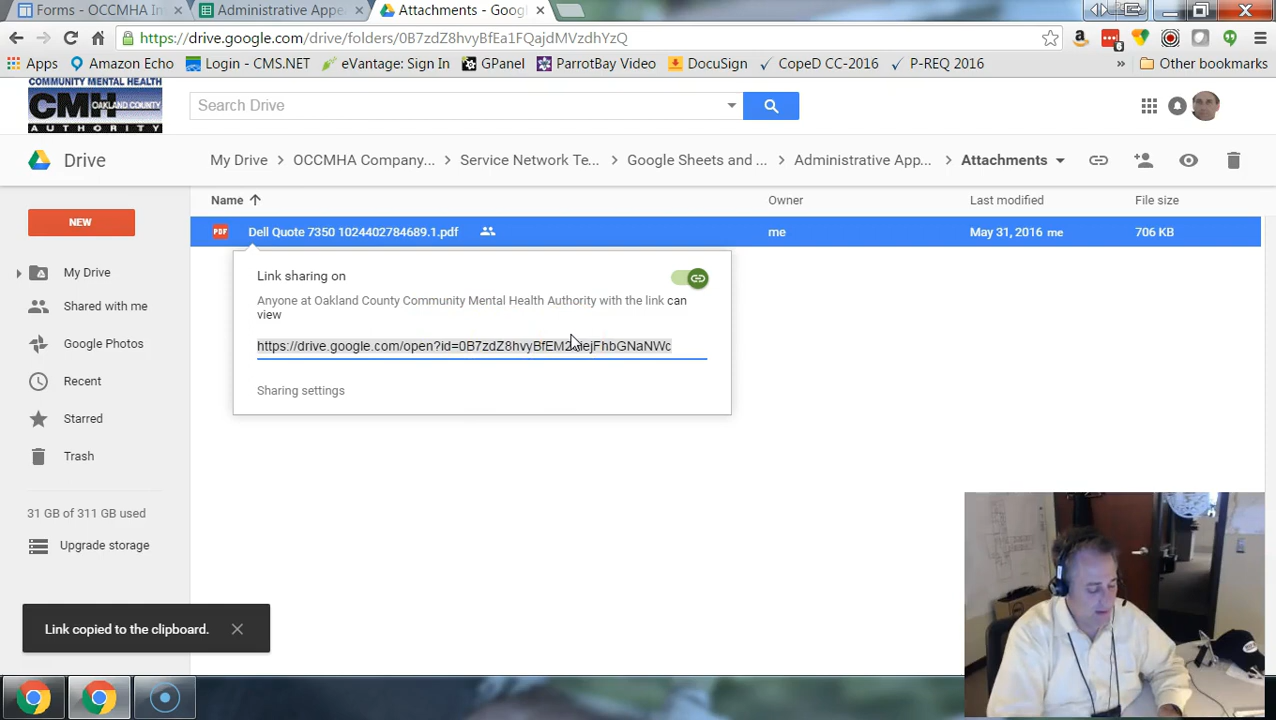 Forms - OCCMHA In
Administrative Appea
Attachments - Goog
https://drive.google.com/drive/folders/0B7zdZ8hvyBfEa1FQajdMVzdhYzQ
6
Apps
Amazon Echo
Login - CMS.NET
eVantage: Sign In
GPanel
ParrotBay Video
DocuSign
CopeD CC-2016
P-REQ 2016
»
Other bookmarks
COMMUNITY MENTAL HEALTH
CMH OAKLAND COUNTY
AUTHORITY
Search Drive
Drive
My Drive > OCCMHA Company... > Service Network Te... > Google Sheets and ... > Administrative App... > Attachments
Name
Owner
Last modified
File size
NEW
PDF
Dell Quote 7350 1024402784689.1.pdf
me
May 31, 2016 me
706 KB
My Drive
Shared with me
Google Photos
Recent
Starred
Trash
31 GB of 311 GB used
Upgrade storage
Link sharing on
Anyone at Oakland County Community Mental Health Authority with the link can
view
Sharing settings
Link copied to the clipboard.